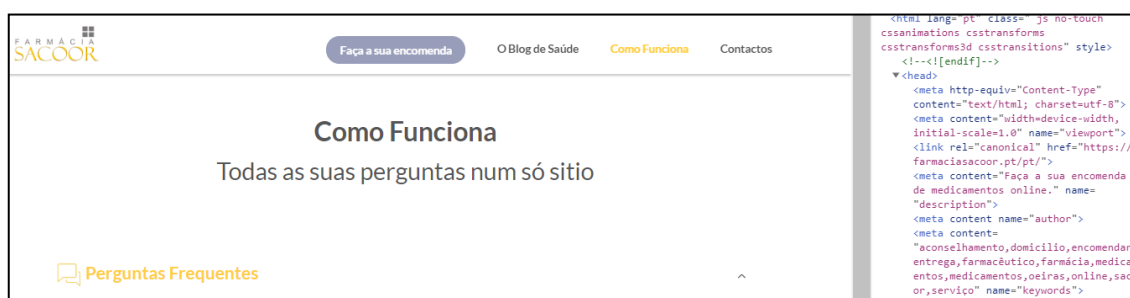 FARMÁCIA
SACOOR
Faça a sua encomenda
O Blog de Saúde
Como Funciona
Contactos
Como Funciona
Todas as suas perguntas num só sitio
Perguntas Frequentes
<html lang="pt" class=" js no-touch
cssanimations csstransforms
csstransforms3d csstransitions" style>
<!--<![endif]-->
▼<head>
<meta http-equiv="Content-Type"
content="text/html; charset=utf-8">
<meta content="width=device-width,
initial-scale=1.0" name="viewport">
<link rel="canonical" href="https://
farmaciasacoor.pt/pt/">
<meta content="Faça a sua encomenda
de medicamentos online." name=
"description">
<meta content name="author">
<meta content=
"aconselhamento,domicilio,encomendar
entrega,farmacêutico,farmácia,medica
entos,medicamentos,oeiras,online,sac
or,serviço" name="keywords">